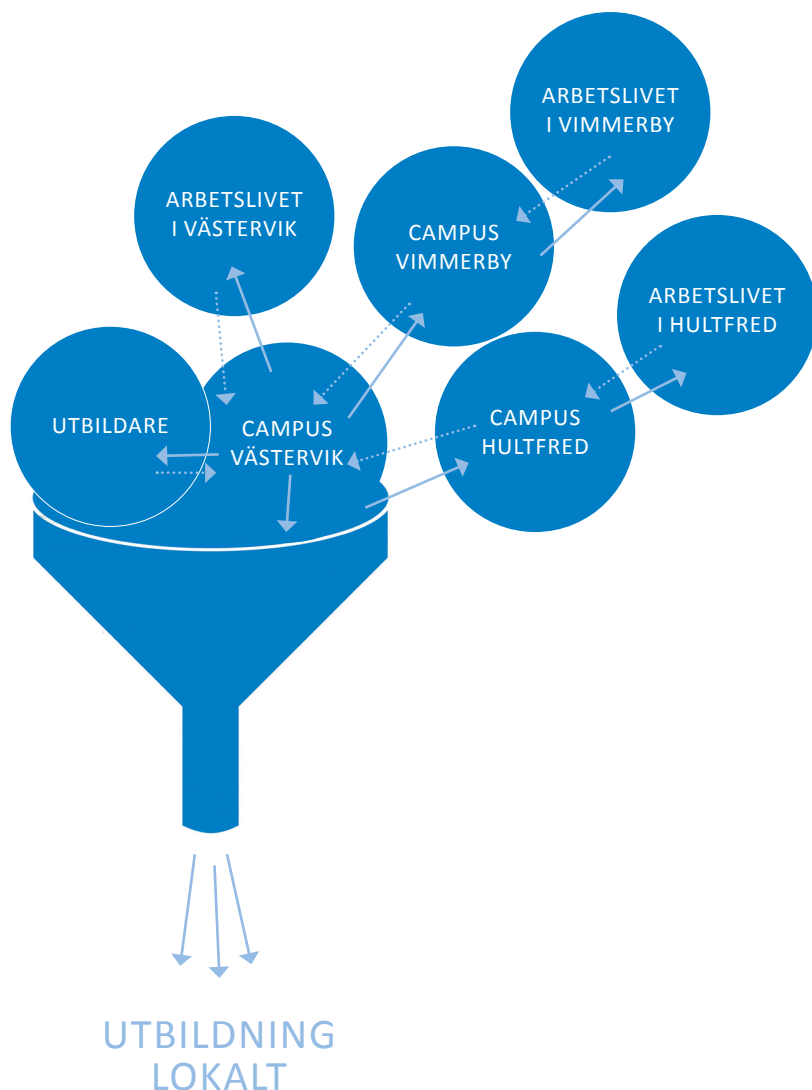 ARBETSLIVET
I VIMMERBY
ARBETSLIVET
I VÄSTERVIK
CAMPUS
VIMMERBY
ARBETSLIVET
I HULTFRED
UTBILDARE
CAMPUS
VÄSTERVIK
CAMPUS
HULTFRED
UTBILDNING
LOKALT